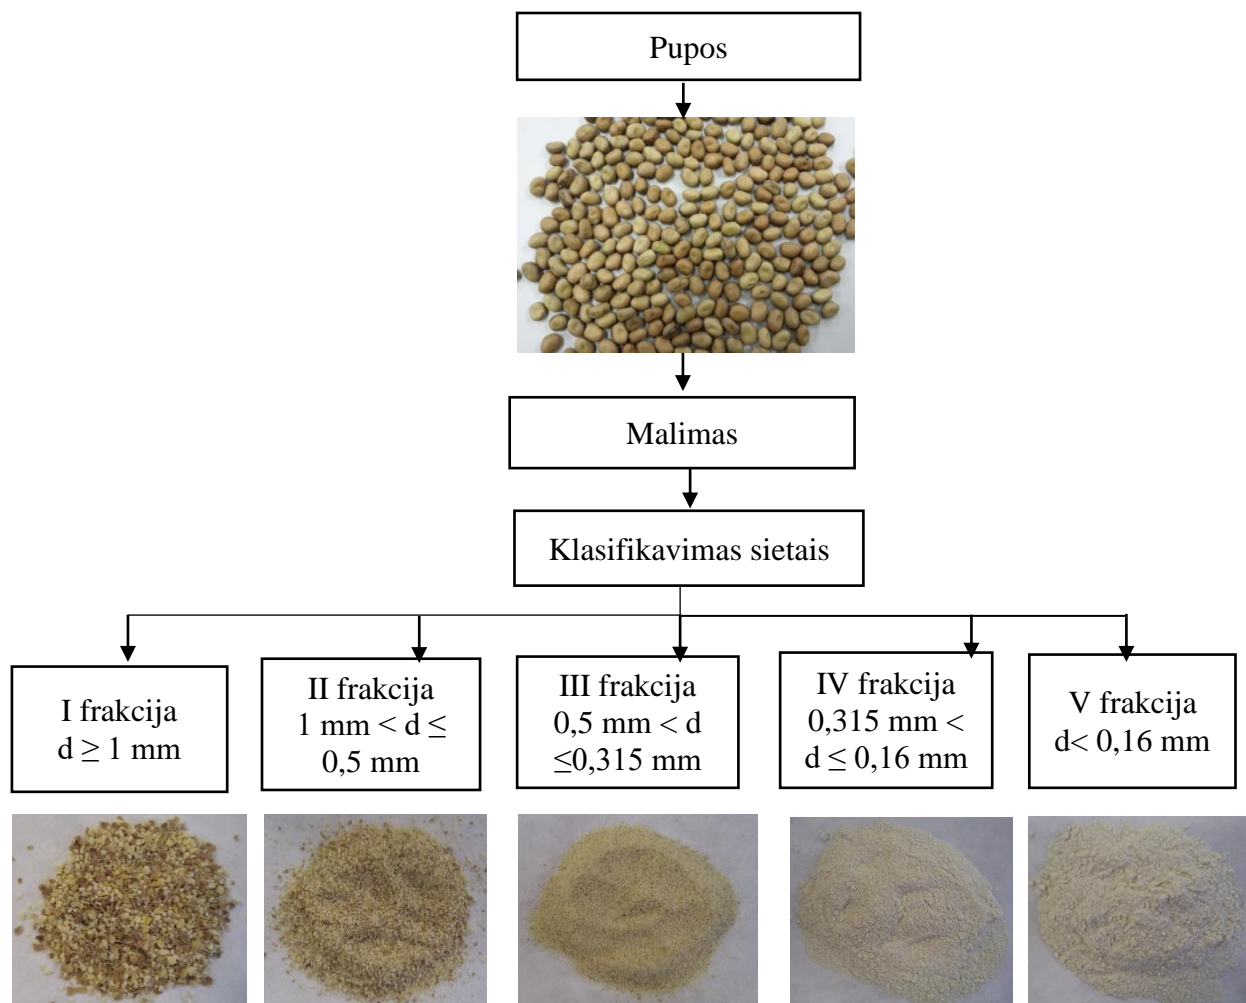 Pupos
Malimas
Klasifikavimas sietais
I frakcija
d ≥ 1 mm
II frakcija
1 mm < d ≤
0,5 mm
III frakcija
0,5 mm < d
≤0,315 mm
IV frakcija
0,315 mm <
d ≤ 0,16 mm
V frakcija
d< 0,16 mm